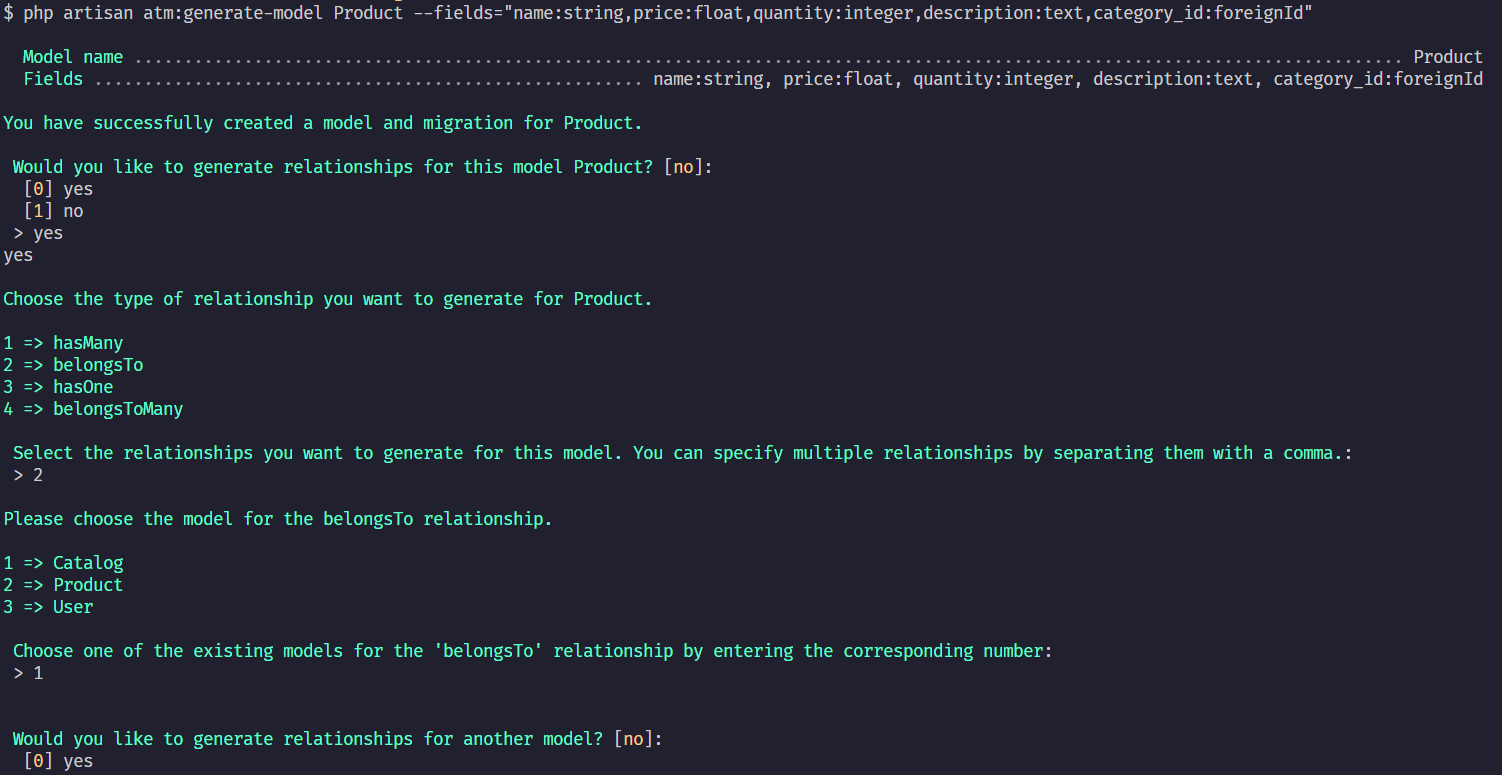 $ php artisan atm:generate-model Product --fields="name:string,price:float,quantity:integer,description:text,category_id:foreignId"
Model name .............................................................................................................................. Product
Fields ....................................................... name:string, price:float, quantity:integer, description:text, category_id:foreignId
You have successfully created a model and migration for Product.
Would you like to generate relationships for this model Product? [no]:
[0] yes
[1] no
> yes
yes
Choose the type of relationship you want to generate for Product.
1 => hasMany
2 => belongsTo
3 => hasOne
4 => belongsToMany
Select the relationships you want to generate for this model. You can specify multiple relationships by separating them with a comma.:
> 2
Please choose the model for the belongsTo relationship.
1 => Catalog
2 => Product
3 => User
Choose one of the existing models for the 'belongsTo' relationship by entering the corresponding number:
> 1
Would you like to generate relationships for another model? [no]:
[0] yes